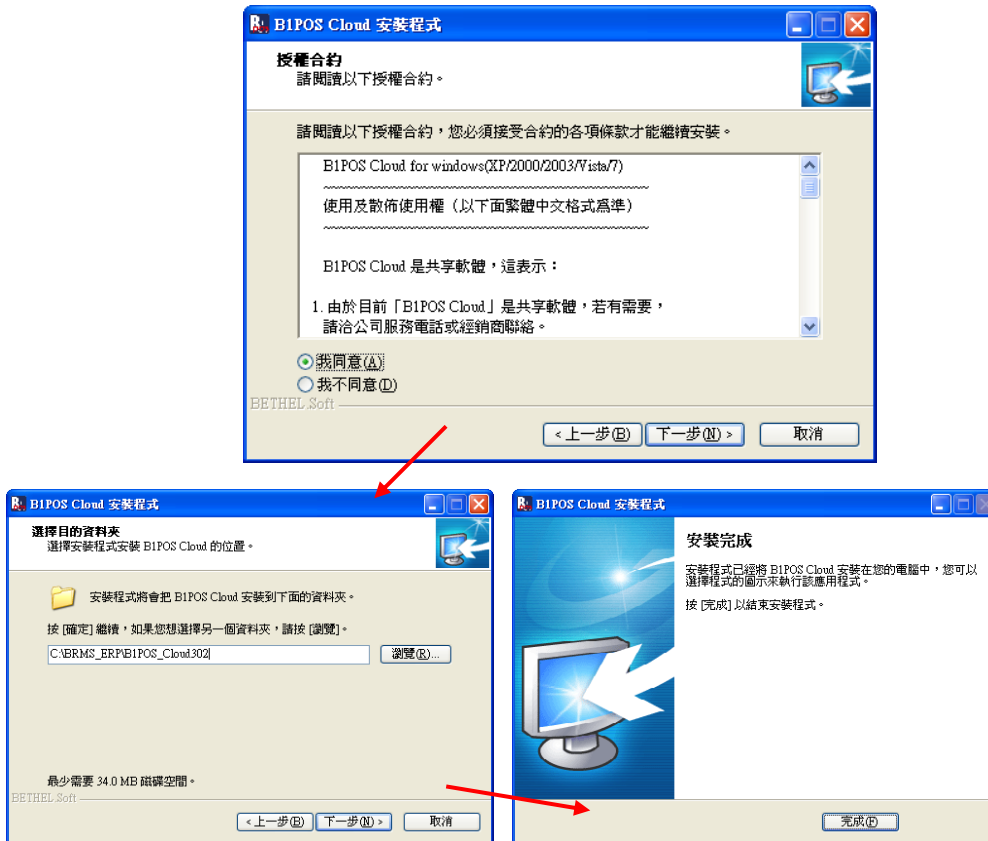 B1POS Cloud 安裝程式
授權合約
請閱讀以下授權合約。
請閱讀以下授權合約，您必須接受合約的各項條款才能繼續安裝。
B1POS Cloud for windows(XP/2000/2003/Vista/7)
~~~~~~~~~~~~~~~~~~~~~~~~~~~~~~~~~~~~~~~~
使用及散佈使用權（以下面繁體中文格式為準）
~~~~~~~~~~~~~~~~~~~~~~~~~~~~~~~~~~~~~~~~
B1POS Cloud 是共享軟體，這表示：
1. 由於目前「B1POS Cloud」是共享軟體，若有需要，
請洽公司服務電話或經銷商聯絡。
我同意(A)
我不同意(D)
BETHEL.Soft
<上一步(B) 下一步(N)> 取消
B1POS Cloud 安裝程式
選擇目的資料夾
選擇安裝程式安裝 B1POS Cloud 的位置。
安裝程式將會把 B1POS Cloud 安裝到下面的資料夾。
按 [確定] 繼續，如果您想選擇另一個資料夾，請按 [瀏覽]。
C:\BRMS_ERP\B1POS_Cloud302
瀏覽(R)...
最少需要 34.0 MB 磁碟空間。
BETHEL.Soft
<上一步(B) 下一步(N)> 取消
B1POS Cloud 安裝程式
安裝完成
安裝程式已經將 B1POS Cloud 安裝在您的電腦中，您可以
選擇程式的圖示來執行該應用程式。
按 [完成] 以結束安裝程式。
完成(F)